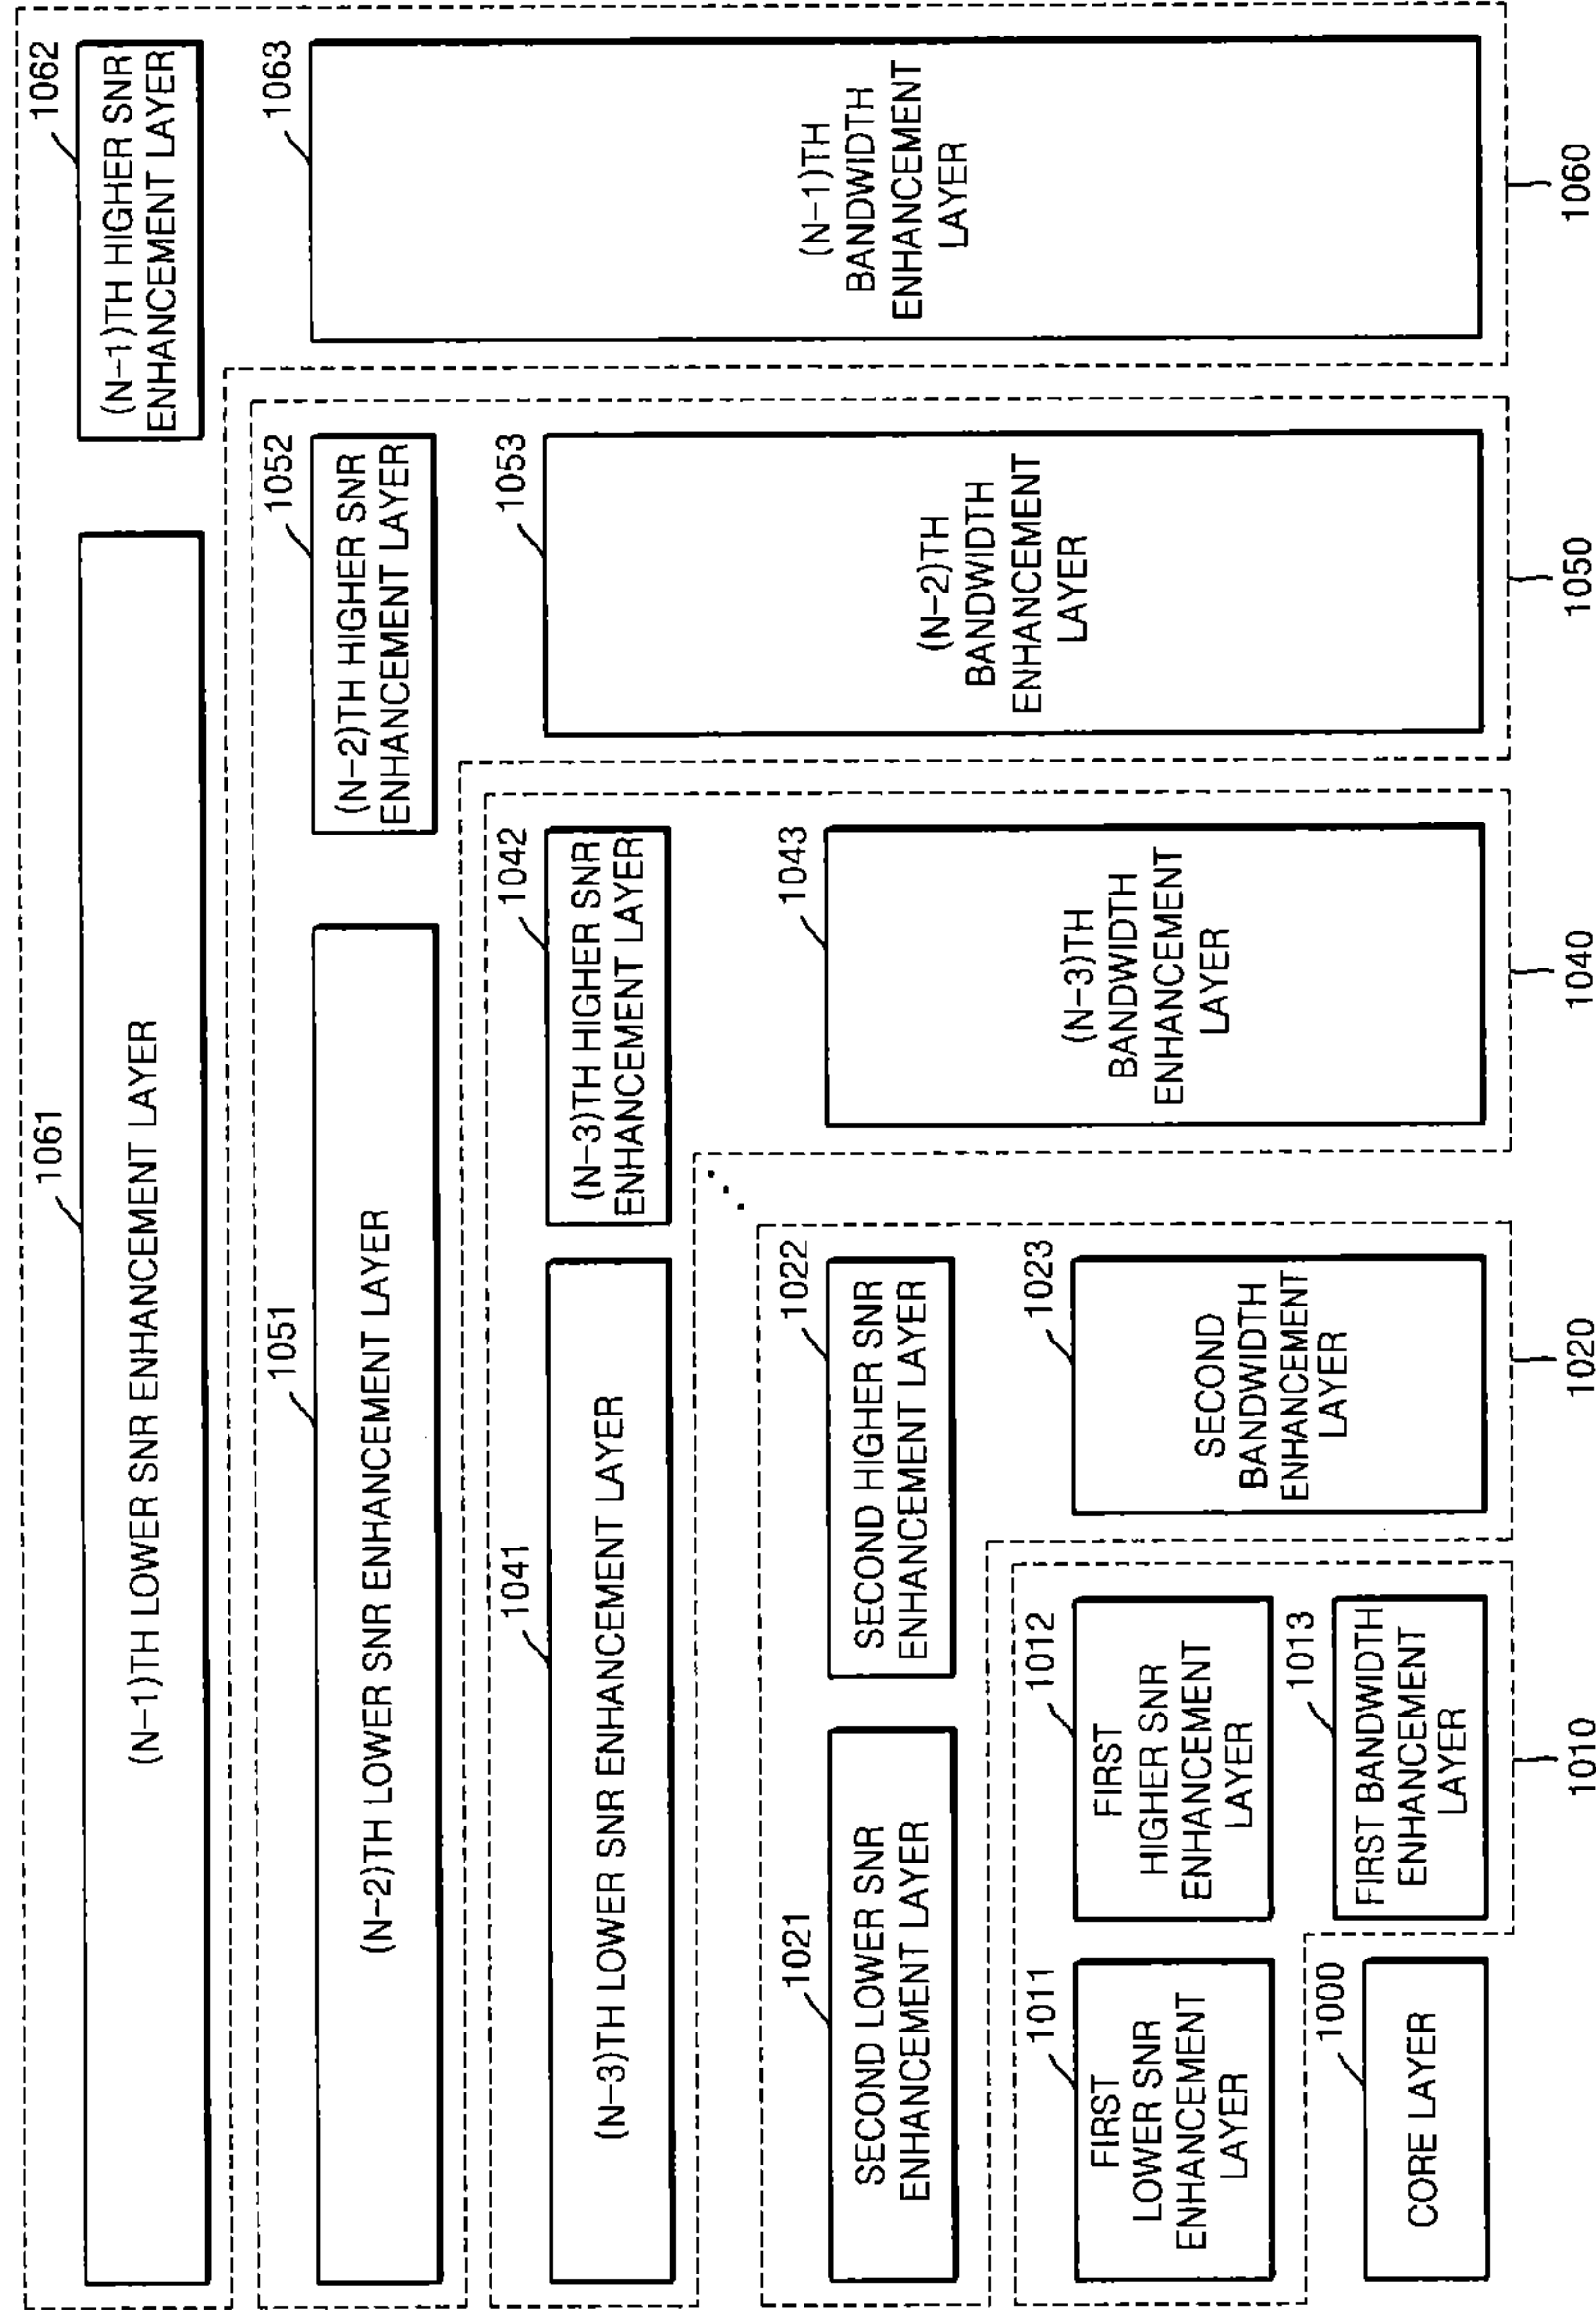 1061
(N-1)TH LOWER SNR ENHANCEMENT LAYER
1062
(N-1)TH HIGHER SNR
ENHANCEMENT LAYER
1051
(N-2)TH LOWER SNR ENHANCEMENT LAYER
1052
(N-2)TH HIGHER SNR
ENHANCEMENT LAYER
1063
(N-1)TH
BANDWIDTH
ENHANCEMENT
LAYER
1041
(N-3)TH LOWER SNR ENHANCEMENT LAYER
1042
(N-3)TH HIGHER SNR
ENHANCEMENT LAYER
1053
(N-2)TH
BANDWIDTH
ENHANCEMENT
LAYER
1021
SECOND LOWER SNR
ENHANCEMENT LAYER
1022
SECOND HIGHER SNR
ENHANCEMENT LAYER
1043
(N-3)TH
BANDWIDTH
ENHANCEMENT
LAYER
1011
FIRST
LOWER SNR
ENHANCEMENT
LAYER
1012
FIRST
HIGHER SNR
ENHANCEMENT
LAYER
1023
SECOND
BANDWIDTH
ENHANCEMENT
LAYER
1000
CORE LAYER
1013
FIRST BANDWIDTH
ENHANCEMENT
LAYER
1010
1020
1040
1050
1060